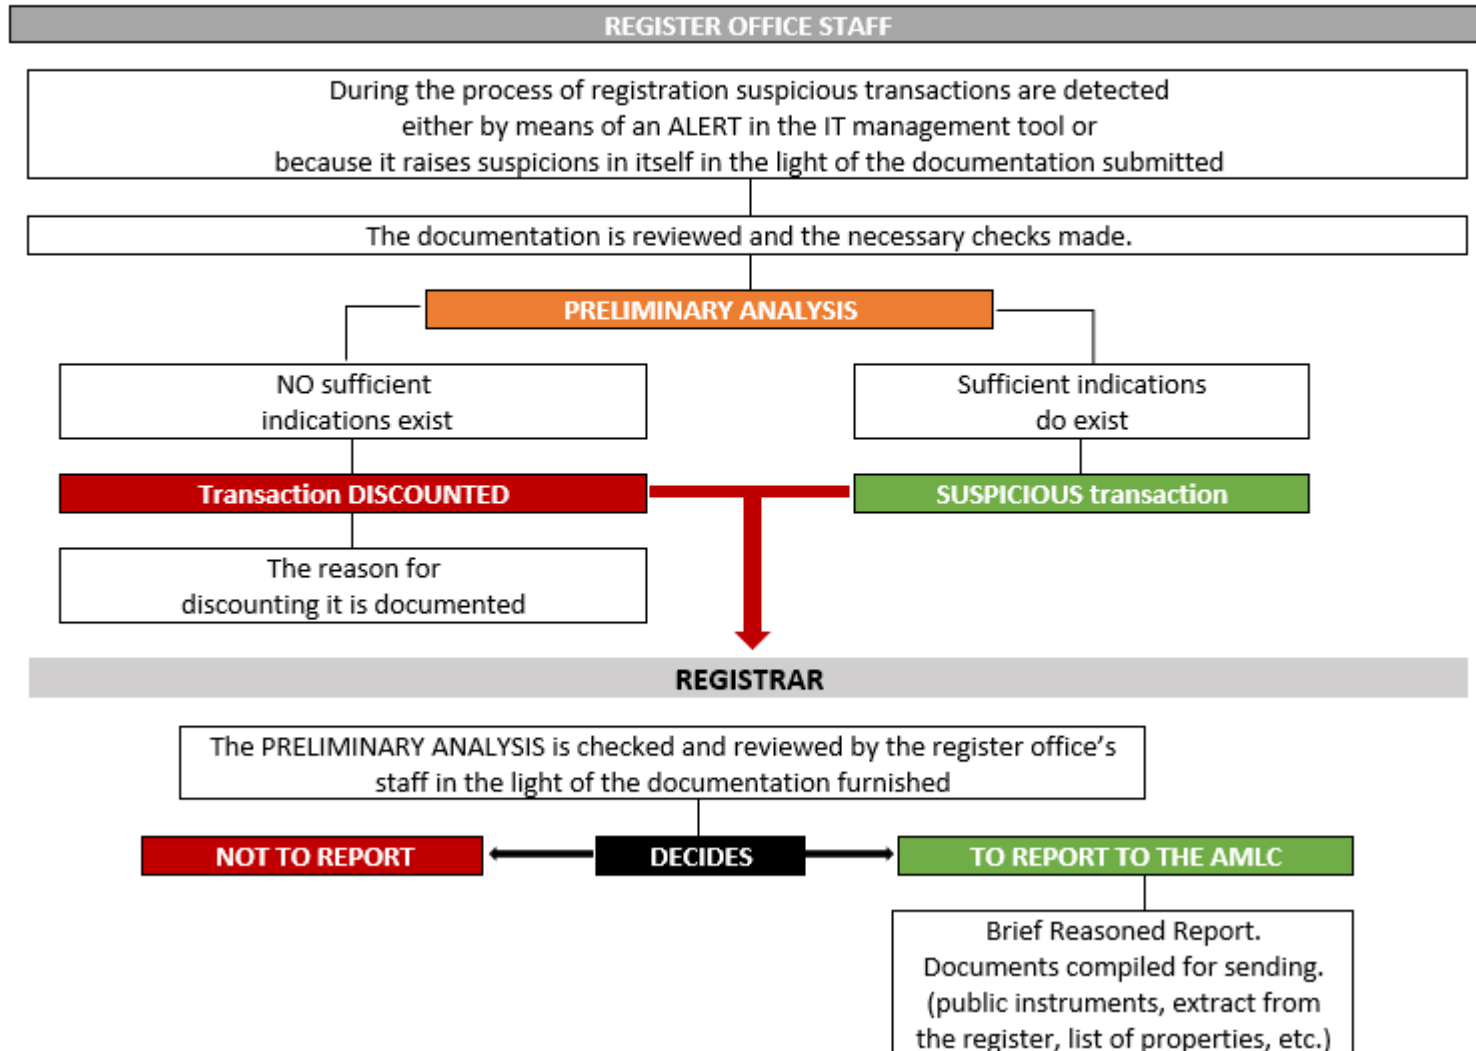 REGISTER OFFICE STAFF
During the process of registration suspicious transactions are detected
either by means of an ALERT in the IT management tool or
because it raises suspicions in itself in the light of the documentation submitted
The documentation is reviewed and the necessary checks made.
PRELIMINARY ANALYSIS
NO sufficient
indications exist
Sufficient indications
do exist
Transaction DISCOUNTED
SUSPICIOUS transaction
The reason for
discounting it is documented
REGISTRAR
The PRELIMINARY ANALYSIS is checked and reviewed by the register office's
staff in the light of the documentation furnished
NOT TO REPORT
DECIDES
TO REPORT TO THE AMLC
Brief Reasoned Report.
Documents compiled for sending.
(public instruments, extract from
the register, list of properties, etc.)